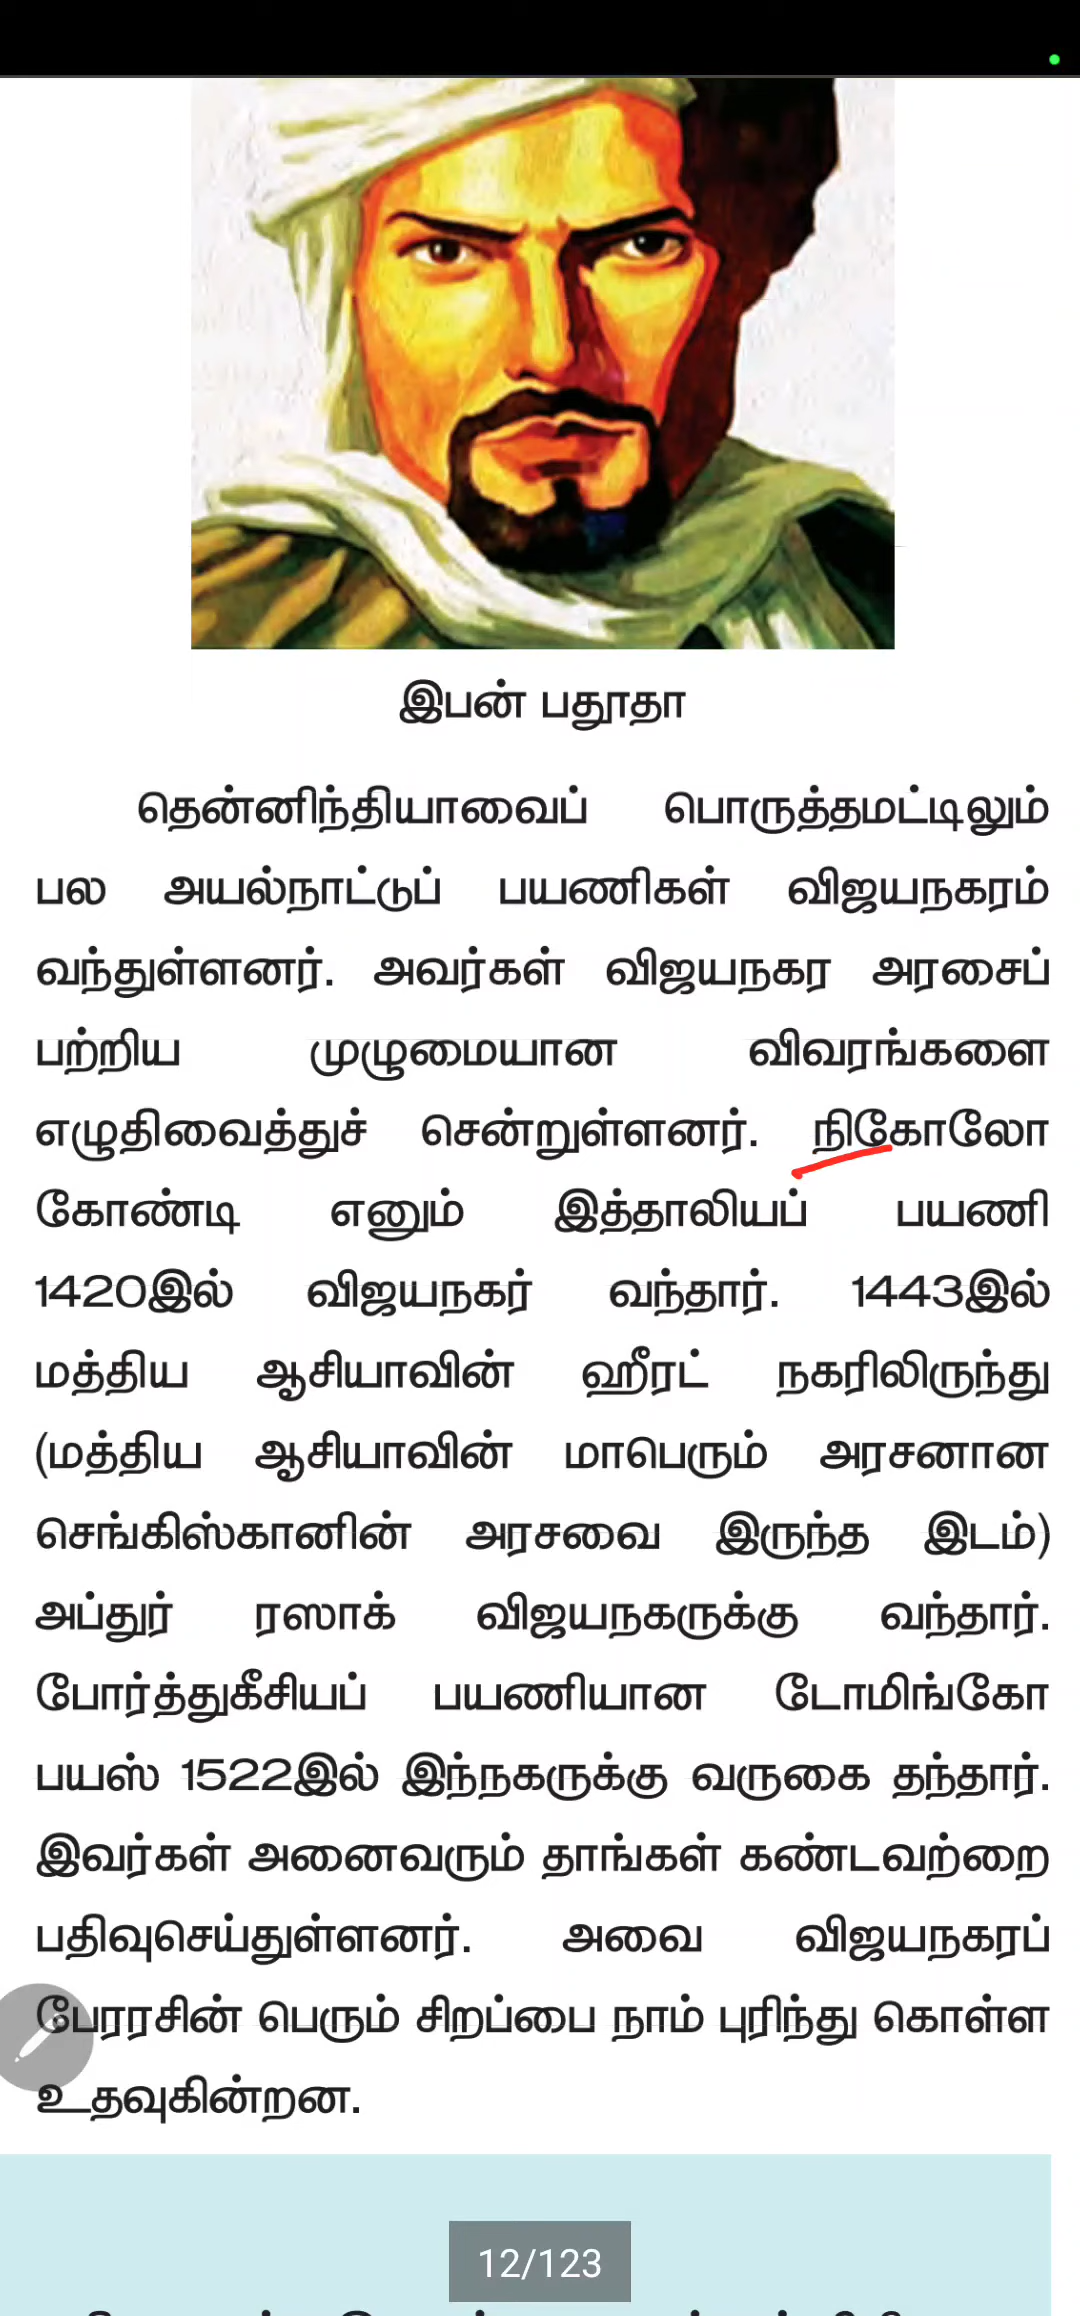 இபன் பதூதா
தென்னிந்தியாவைப் பொருத்தமட்டிலும்
பல அயல்நாட்டுப் பயணிகள் விஜயநகரம்
வந்துள்ளனர். அவர்கள் விஜயநகர அரசைப்
பற்றிய முழுமையான விவரங்களை
எழுதிவைத்துச் சென்றுள்ளனர். நிகோலோ
கோண்டி எனும் இத்தாலியப் பயணி
1420இல் விஜயநகர் வந்தார். 1443இல்
மத்திய ஆசியாவின் ஹீரட் நகரிலிருந்து
(மத்திய ஆசியாவின் மாபெரும் அரசனான
செங்கிஸ்கானின் அரசவை இருந்த இடம்)
அப்துர் ரஸாக் விஜயநகருக்கு வந்தார்.
போர்த்துகீசியப் பயணியான டோமிங்கோ
பயஸ் 1522இல் இந்நகருக்கு வருகை தந்தார்.
இவர்கள் அனைவரும் தாங்கள் கண்டவற்றை
பதிவுசெய்துள்ளனர். அவை விஜயநகரப்
பேரரசின் பெரும் சிறப்பை நாம் புரிந்து கொள்ள
உதவுகின்றன.
12/123